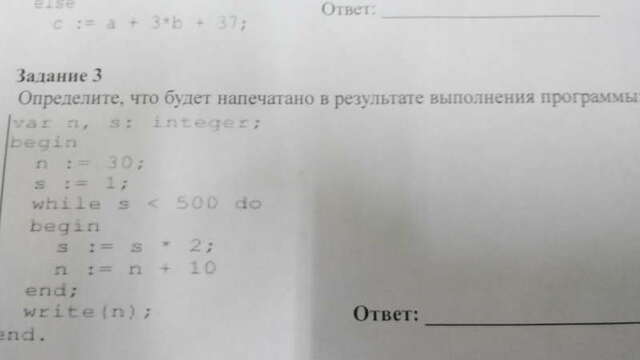 else
c := a + 3*b + 37;
Ответ:
Задание 3
Определите, что будет напечатано в результате выполнения программы:
var n, s: integer;
begin
n := 30;
s := 1;
while s < 500 do
begin
s := s * 2;
n := n + 10
end;
write(n);
end.
Ответ: